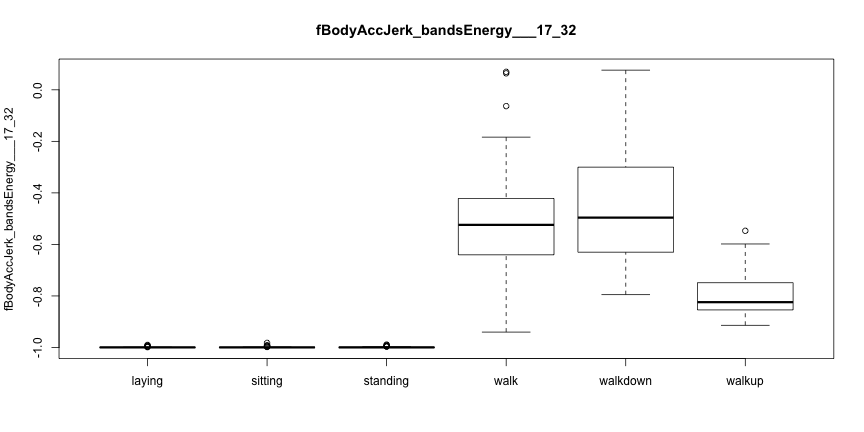 fBodyAccJerk_bandsEnergy___17_32
fBodyAccJerk_bandsEnergy___17_32
0.0
-0.2
-0.4
-0.6
-0.8
-1.0
laying sitting standing walk walkdown walkup